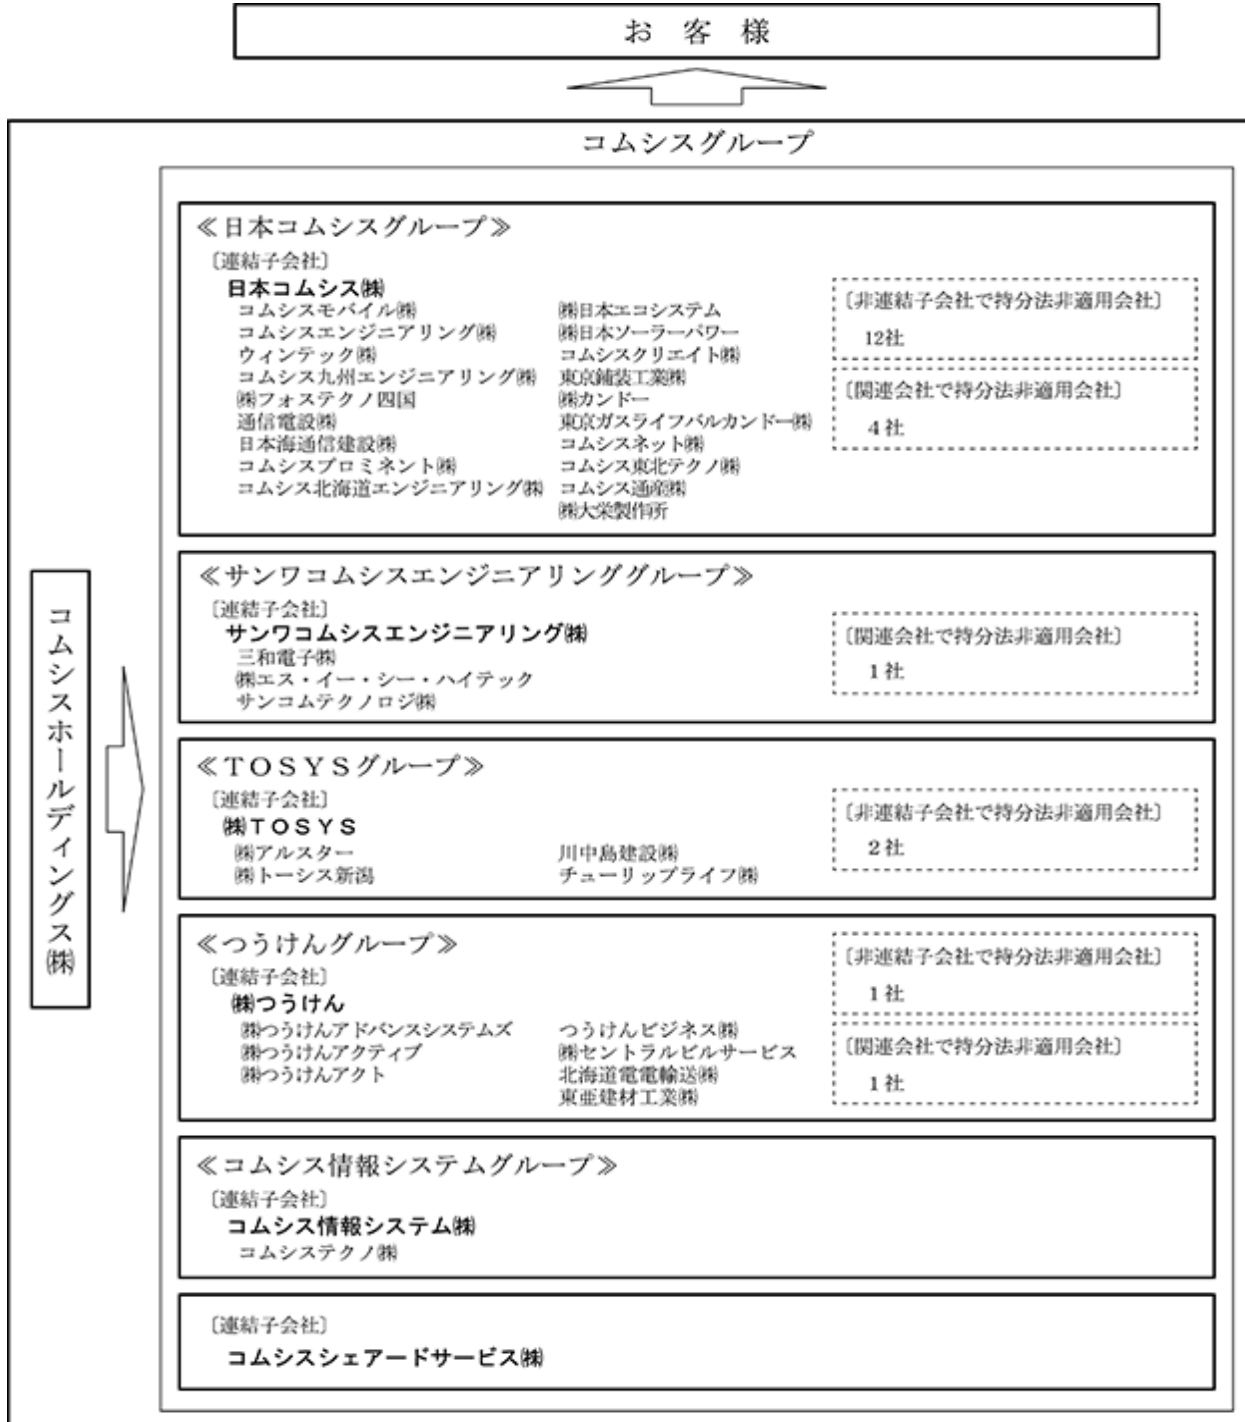 お客様
コムシスグループ
コムシスホールディングス㈱
≪日本コムシスグループ≫
〔連結子会社〕
日本コムシス㈱
コムシスモバイル㈱
コムシスエンジニアリング㈱
ウィンテック㈱
コムシス九州エンジニアリング㈱
㈱フォステクノ四国
通信電設㈱
日本海通信建設㈱
コムシスプロミネント㈱
コムシス北海道エンジニアリング㈱
㈱日本エコシステム
㈱日本ソーラーパワー
コムシスクリエイト㈱
東京鋪装工業㈱
㈱カンドー
東京ガスライフバルカンドー㈱
コムシスネット㈱
コムシス東北テクノ㈱
コムシス通産㈱
㈱大栄製作所
〔非連結子会社で持分法非適用会社〕
12社
〔関連会社で持分法非適用会社〕
4社
≪サンワコムシスエンジニアリンググループ≫
〔連結子会社〕
サンワコムシスエンジニアリング㈱
三和電子㈱
㈱エス・イー・シー・ハイテック
サンコムテクノロジ㈱
〔関連会社で持分法非適用会社〕
1社
≪ＴＯＳＹＳグループ≫
〔連結子会社〕
㈱ＴＯＳＹＳ
㈱アルスター
㈱トーシス新潟
川中島建設㈱
チューリップライフ㈱
〔非連結子会社で持分法非適用会社〕
2社
≪つうけんグループ≫
〔連結子会社〕
㈱つうけん
㈱つうけんアドバンスシステムズ
㈱つうけんアクティブ
㈱つうけんアクト
つうけんビジネス㈱
㈱セントラルビルサービス
北海道電電輸送㈱
東亜建材工業㈱
〔非連結子会社で持分法非適用会社〕
1社
〔関連会社で持分法非適用会社〕
1社
≪コムシス情報システムグループ≫
〔連結子会社〕
コムシス情報システム㈱
コムシステクノ㈱
〔連結子会社〕
コムシスシェアードサービス㈱